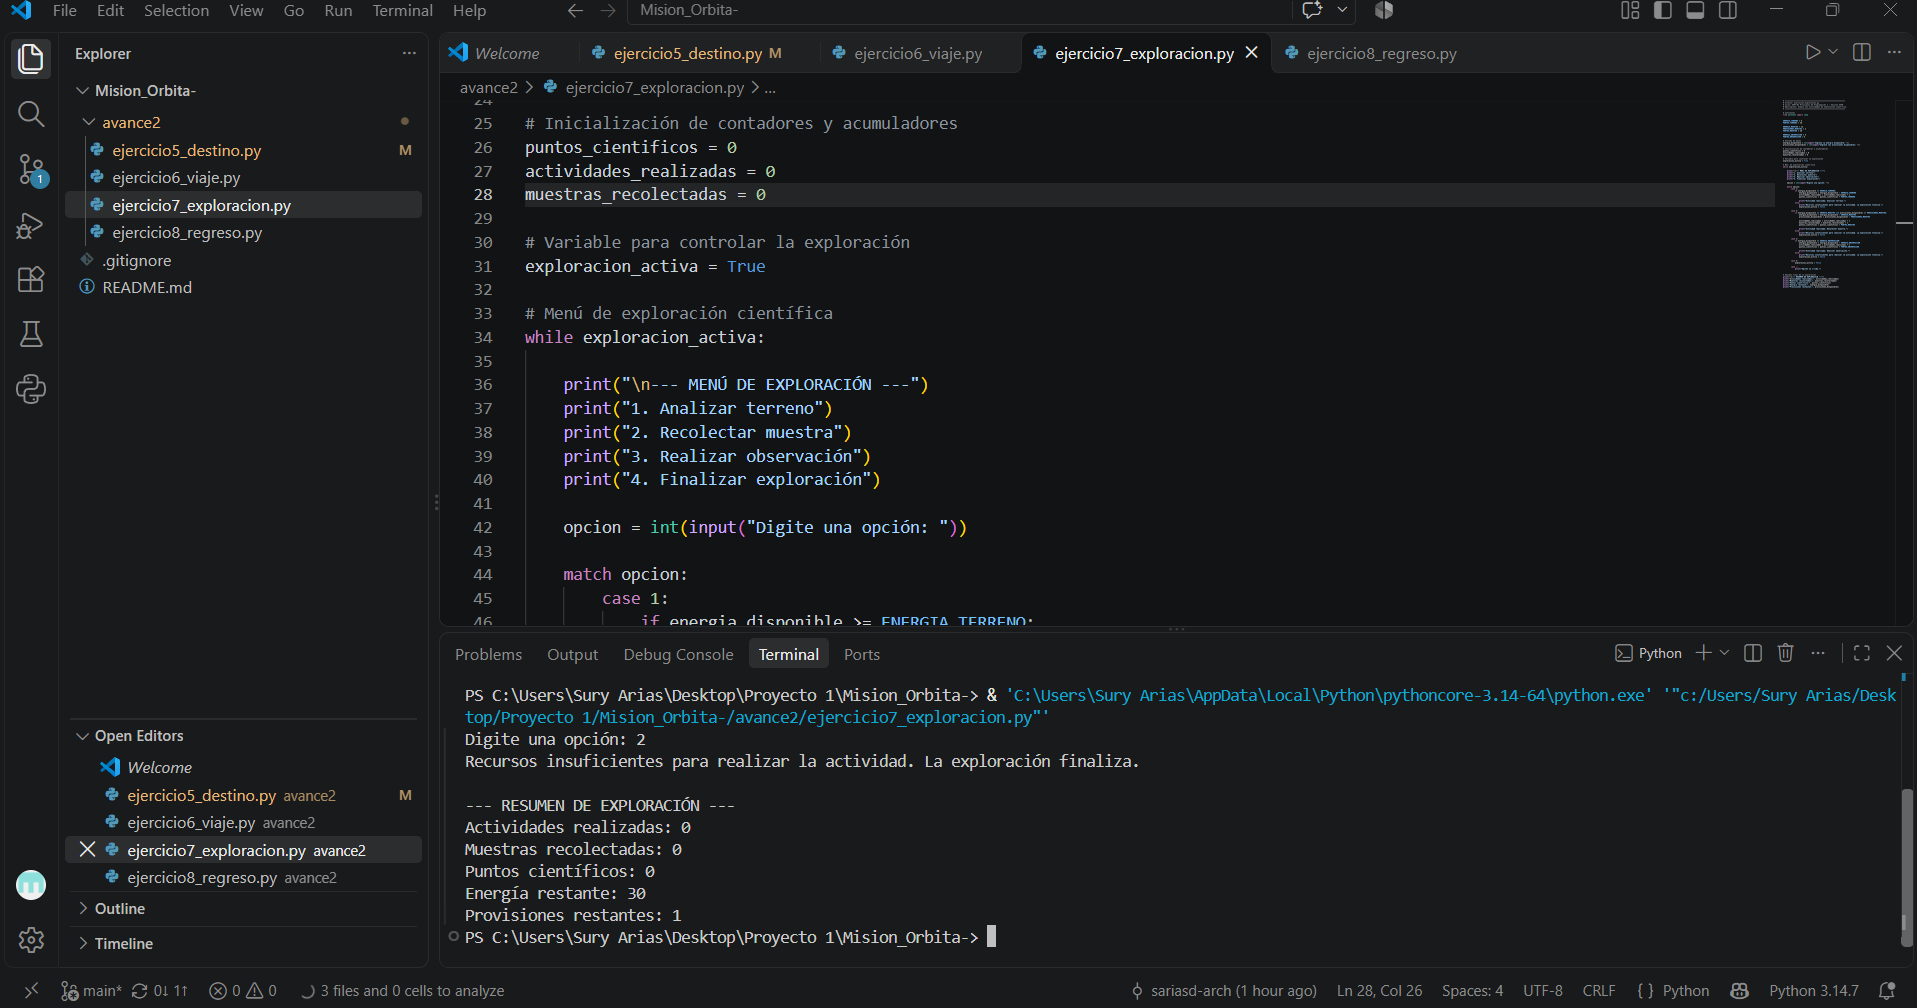 File Edit Selection View Go Run Terminal Help
Mision_Orbita-
Explorer
Mision_Orbita-
avance2
ejercicio5_destino.py M
ejercicio6_viaje.py
ejercicio7_exploracion.py
ejercicio8_regreso.py
.gitignore
README.md
1
Open Editors
Welcome
ejercicio5_destino.py avance2 M
ejercicio6_viaje.py avance2
ejercicio7_exploracion.py avance2
ejercicio8_regreso.py avance2
Outline
Timeline
Welcome ejercicio5_destino.py M ejercicio6_viaje.py ejercicio7_exploracion.py ejercicio8_regreso.py
avance2 > ejercicio7_exploracion.py > ...
24
25 # Inicialización de contadores y acumuladores
26 puntos_cientificos = 0
27 actividades_realizadas = 0
28 muestras_recolectadas = 0
29
30 # Variable para controlar la exploración
31 exploracion_activa = True
32
33 # Menú de exploración científica
34 while exploracion_activa:
35
36 print("\n--- MENÚ DE EXPLORACIÓN ---")
37 print("1. Analizar terreno")
38 print("2. Recolectar muestra")
39 print("3. Realizar observación")
40 print("4. Finalizar exploración")
41
42 opcion = int(input("Digite una opción: "))
43
44 match opcion:
45 case 1:
46 if energia_disponible >= ENERGIA_TERRENO:
Problems Output Debug Console Terminal Ports
Python
PS C:\Users\Sury Arias\Desktop\Proyecto 1\Mision_Orbita-> & 'C:\Users\Sury Arias\AppData\Local\Python\pythoncore-3.14-64\python.exe' '"c:/Users/Sury Arias/Desk
top/Proyecto 1/Mision_Orbita-/avance2/ejercicio7_exploracion.py"'
Digite una opción: 2
Recursos insuficientes para realizar la actividad. La exploración finaliza.
--- RESUMEN DE EXPLORACIÓN ---
Actividades realizadas: 0
Muestras recolectadas: 0
Puntos científicos: 0
Energía restante: 30
Provisiones restantes: 1
PS C:\Users\Sury Arias\Desktop\Proyecto 1\Mision_Orbita->
main* 0↓ 1↑ 0 0 3 files and 0 cells to analyze
sariasd-arch (1 hour ago) Ln 28, Col 26 Spaces: 4 UTF-8 CRLF { } Python Python 3.14.7